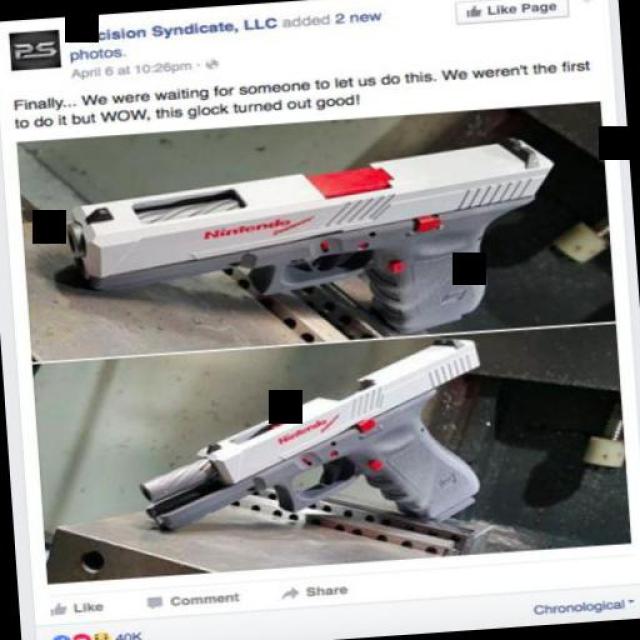 PS
cision Syndicate, LLC added 2 new
photos.
April 6 at 10:26pm
Like Page
Finally... We were waiting for someone to let us do this. We weren't the first
to do it but WOW, this glock turned out good!
Nintendo
Nintendo
Like
Comment
Share
Chronological
40K